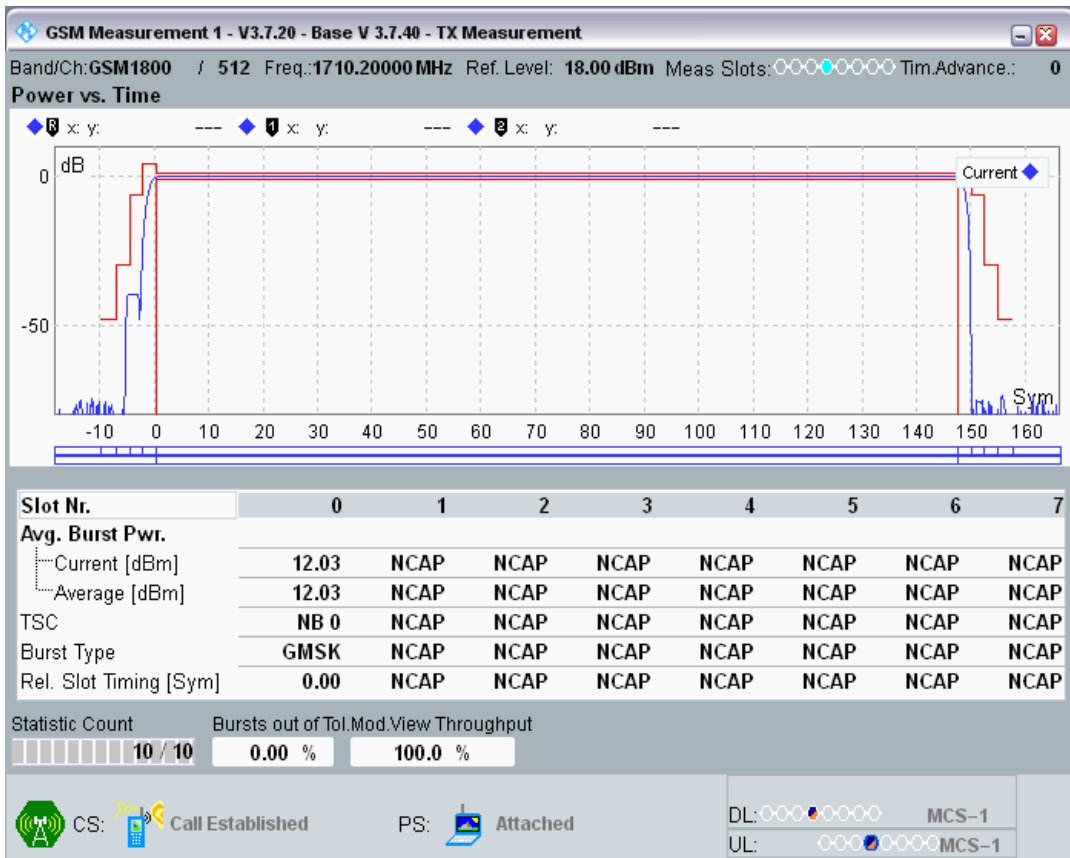 GSM Measurement 1 - V3.7.20 - Base V 3.7.40 - TX Measurement
Band/Ch:GSM1800 / 512 Freq.:1710.20000 MHz Ref. Level: 18.00 dBm Meas Slots: Tim.Advance.: 0
Power vs. Time
R x: y: --- 1 x: y: --- 2 x: y: ---
dB
Current
0
-50
Sym
-10 0 10 20 30 40 50 60 70 80 90 100 110 120 130 140 150 160
Slot Nr. 0 1 2 3 4 5 6 7
Avg. Burst Pwr.
Current [dBm] 12.03 NCAP NCAP NCAP NCAP NCAP NCAP NCAP
Average [dBm] 12.03 NCAP NCAP NCAP NCAP NCAP NCAP NCAP
TSC NB 0 NCAP NCAP NCAP NCAP NCAP NCAP NCAP
Burst Type GMSK NCAP NCAP NCAP NCAP NCAP NCAP NCAP
Rel. Slot Timing [Sym] 0.00 NCAP NCAP NCAP NCAP NCAP NCAP NCAP
Statistic Count Bursts out of Tol. Mod.View Throughput
10 / 10 0.00 % 100.0 %
CS: Call Established PS: Attached
DL: MCS-1
UL: MCS-1